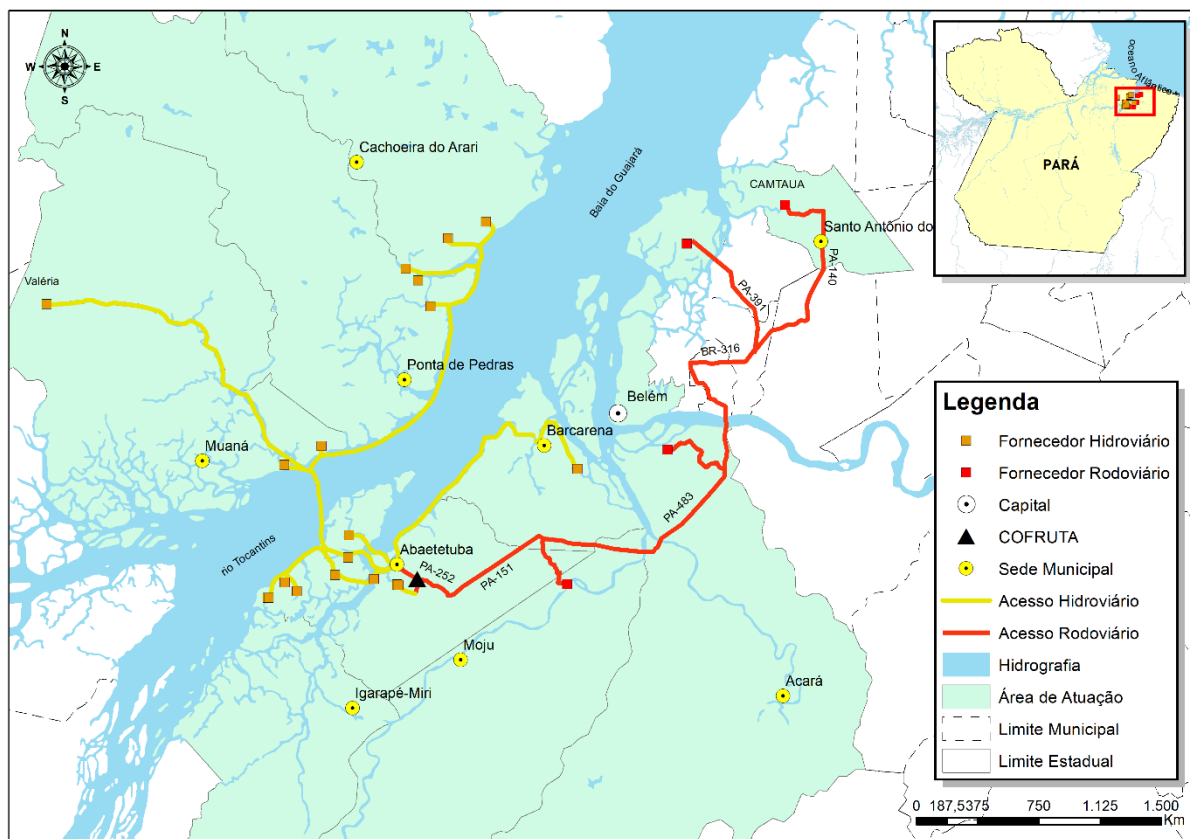 N
W
E
S
Cachoeira do Arari
Baia do Guajará
CAMTAUA
Santo Antônio do
PA-140
PA-391
BR-316
Valéria
Ponta de Pedras
Belém
Muaná
Barcarena
PA-483
rio Tocantins
Abaetetuba
PA-252
PA-151
Moju
Igarapé-Miri
Acará
Oceano Atlântico
PARÁ
Legenda
Fornecedor Hidroviário
Fornecedor Rodoviário
Capital
COFRUTA
Sede Municipal
Acesso Hidroviário
Acesso Rodoviário
Hidrografia
Área de Atuação
Limite Municipal
Limite Estadual
0 187,5375 750 1.125 1.500
Km